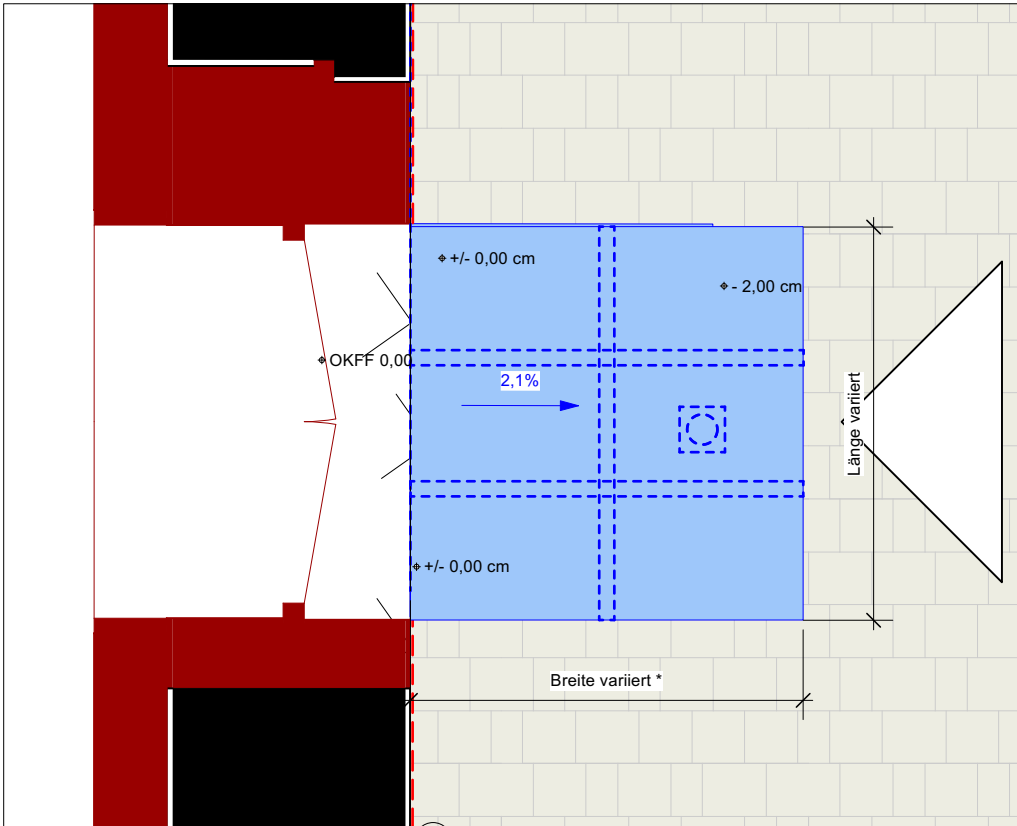 +/- 0,00 cm
- 2,00 cm
OKFF 0,00
2,1%
Länge variiert
+/- 0,00 cm
Breite variiert *